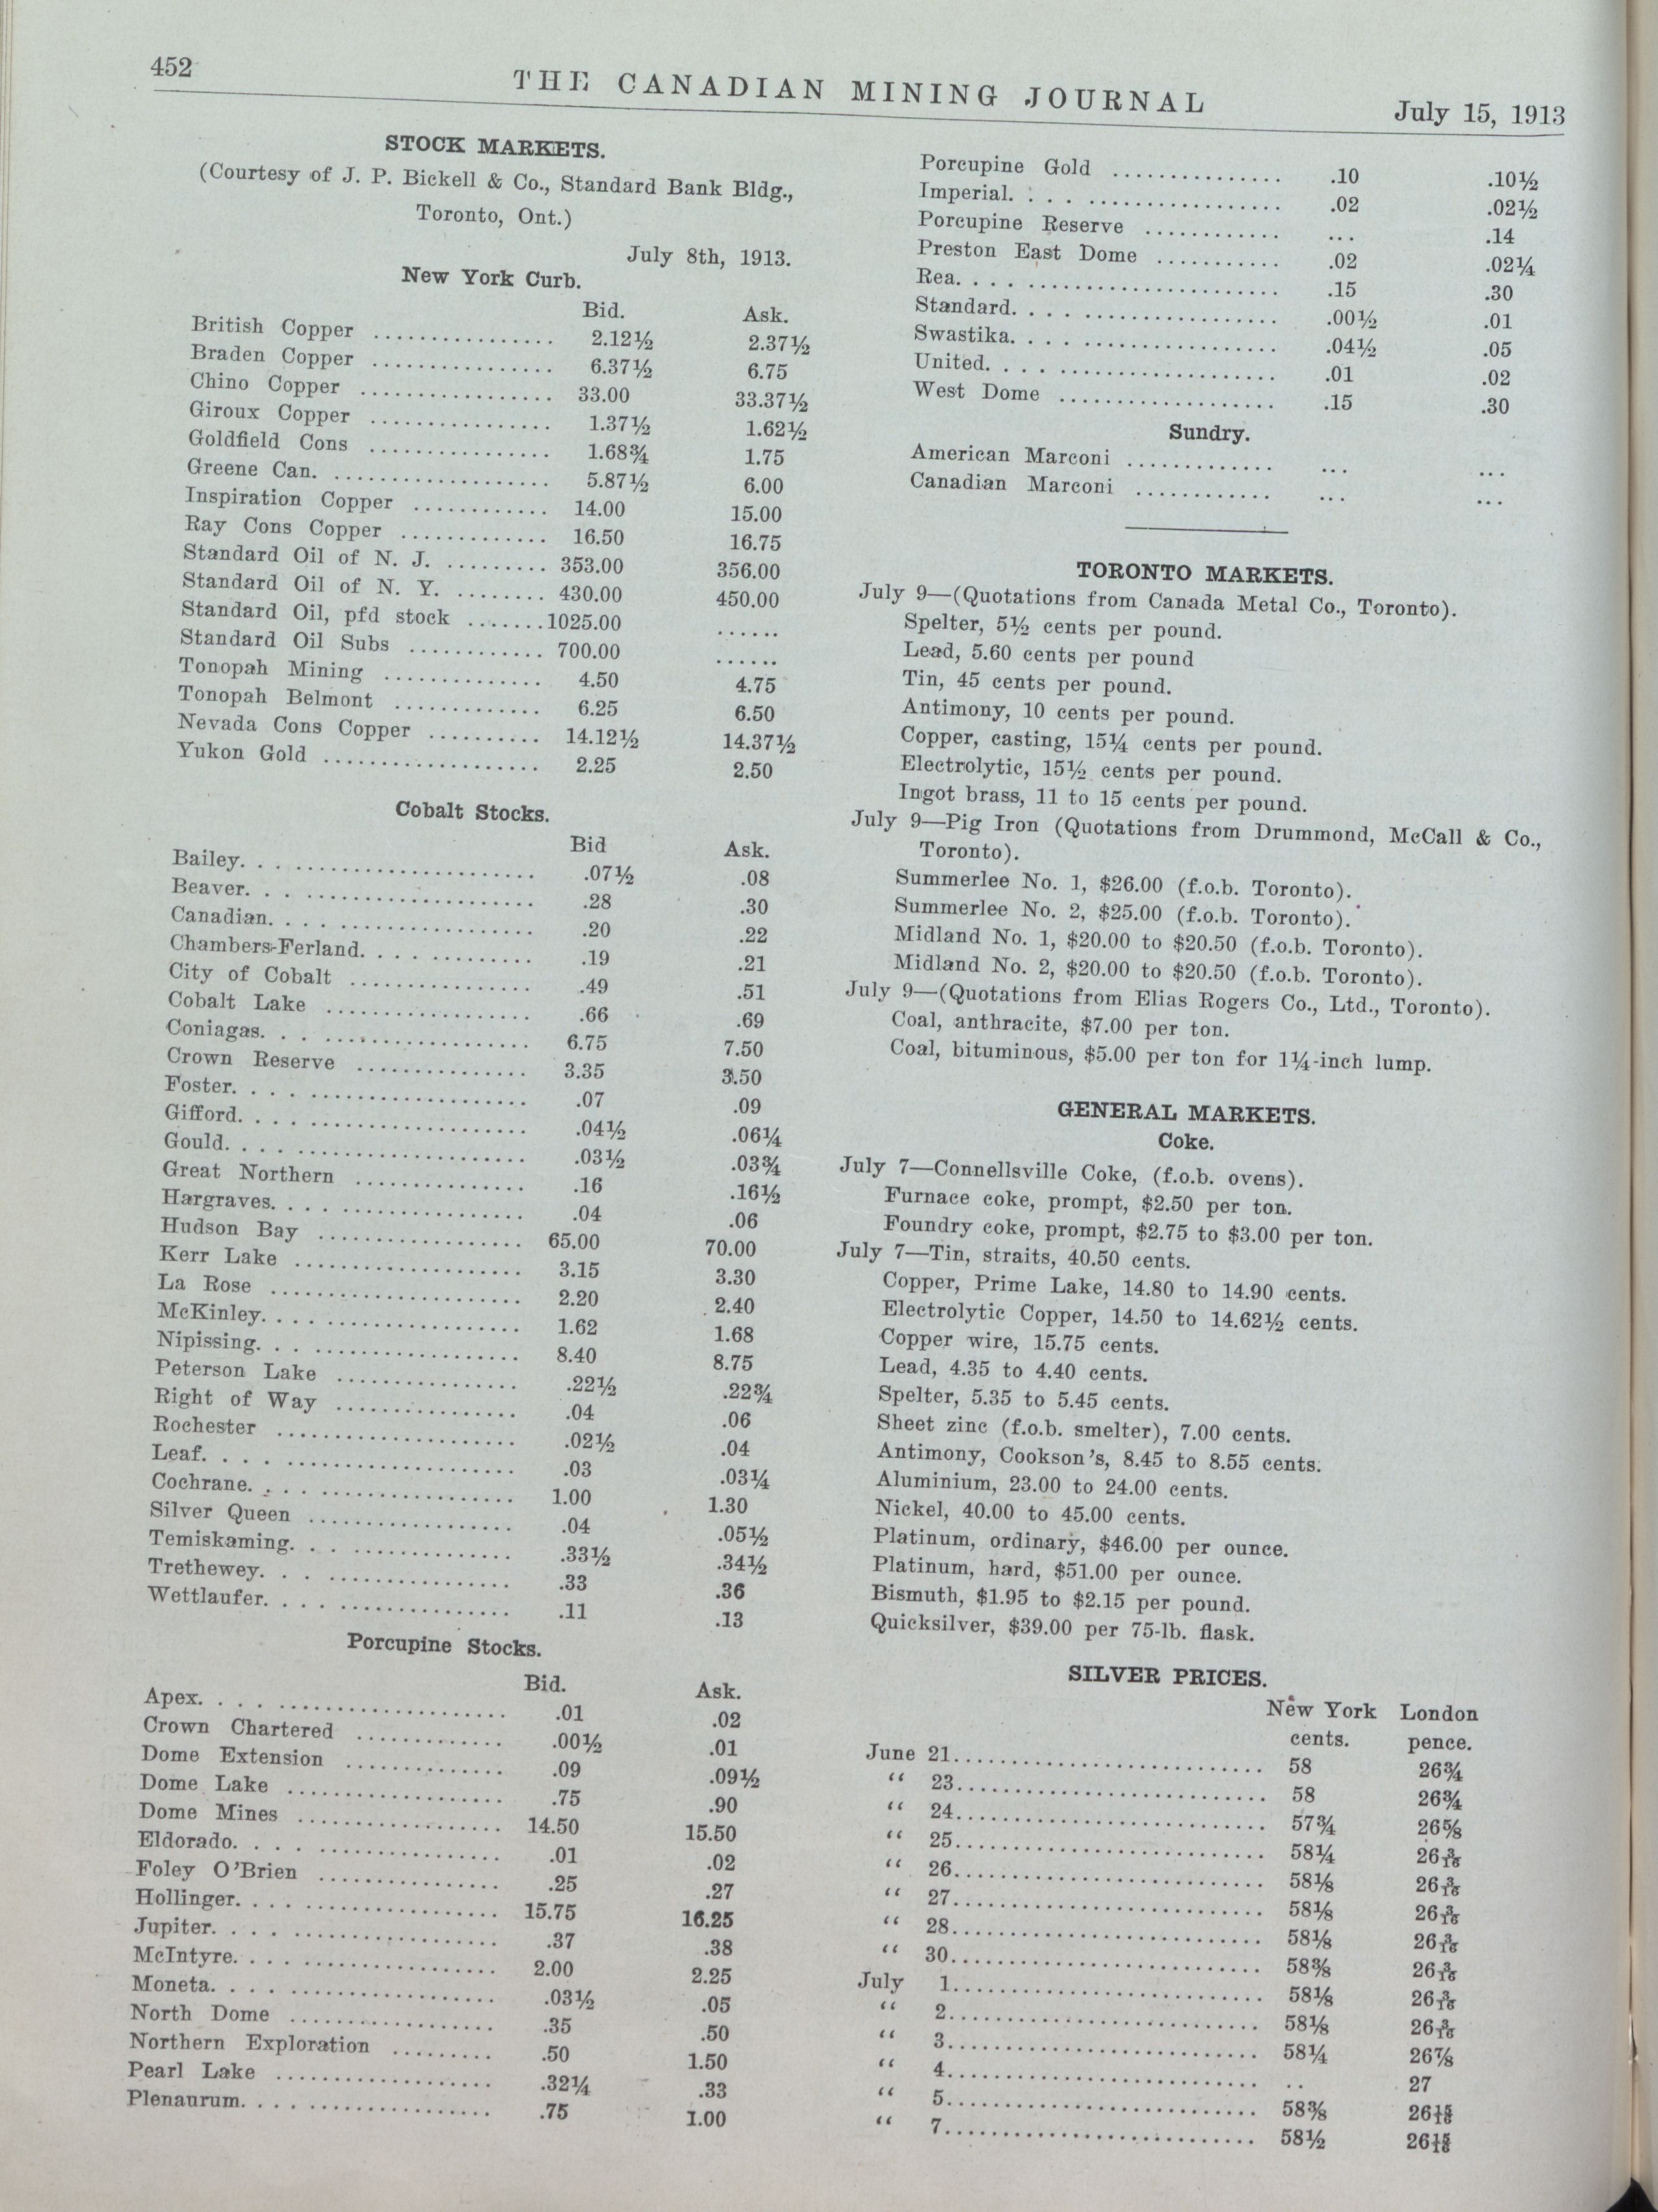 452
THE CANADIAN MINING JOURNAL
July 15, 1913
STOCK MARKETS.
(Courtesy of J. P. Bickell & Co., Standard Bank Bldg.,
Toronto, Ont.)
July 8th, 1913.
New York Curb.
Bid. Ask.
British Copper ................ 2.12½ 2.37½
Braden Copper ................ 6.37½ 6.75
Chino Copper ................. 33.00 33.37½
Giroux Copper ................ 1.37½ 1.62½
Goldfield Cons ................ 1.68¾ 1.75
Greene Can. ................... 5.87½ 6.00
Inspiration Copper ............ 14.00 15.00
Ray Cons Copper ............. 16.50 16.75
Standard Oil of N. J. ......... 353.00 356.00
Standard Oil of N. Y. ........ 430.00 450.00
Standard Oil, pfd stock .......1025.00 ......
Standard Oil Subs ............ 700.00 ......
Tonopah Mining .............. 4.50 4.75
Tonopah Belmont ............. 6.25 6.50
Nevada Cons Copper .......... 14.12½ 14.37½
Yukon Gold ................... 2.25 2.50
Cobalt Stocks.
Bid Ask.
Bailey. . . ...................... .07½ .08
Beaver. . . ..................... .28 .30
Canadian. . . .................. .20 .22
Chambers-Ferland. . . ......... .19 .21
City of Cobalt ................ .49 .51
Cobalt Lake .................. .66 .69
Coniagas. . . .................. 6.75 7.50
Crown Reserve ............... 3.35 3.50
Foster. . . . ................... .07 .09
Gifford. . . . .................. .04½ .06¼
Gould. . . . .................... .03½ .03¾
Great Northern ............... .16 .16½
Hargraves. . . . ............... .04 .06
Hudson Bay .................. 65.00 70.00
Kerr Lake .................... 3.15 3.30
La Rose ...................... 2.20 2.40
McKinley. . . . ................ 1.62 1.68
Nipissing. . . .................. 8.40 8.75
Peterson Lake ................ .22½ .22¾
Right of Way ................ .04 .06
Rochester ..................... .02½ .04
Leaf. . . . .................... .03 .03¼
Cochrane. . . . ................ 1.00 1.30
Silver Queen .................. .04 .05½
Temiskaming. . . .............. .33½ .34½
Trethewey. . . ................ .33 .36
Wettlaufer. . . . ............... .11 .13
Porcupine Stocks.
Bid. Ask.
Apex. . . . .................... .01 .02
Crown Chartered ............. .00½ .01
Dome Extension .............. .09 .09½
Dome Lake ................... .75 .90
Dome Mines .................. 14.50 15.50
Eldorado. . . . ................ .01 .02
Foley O'Brien ................ .25 .27
Hollinger. . . . ................. 15.75 16.25
Jupiter. . . . .................. .37 .38
McIntyre. . . . ................. 2.00 2.25
Moneta. . . . .................. .03½ .05
North Dome .................. .35 .50
Northern Exploration ......... .50 1.50
Pearl Lake ................... .32¼ .33
Plenaurum. . . . ................ .75 1.00
Porcupine Gold ............... .10 .10½
Imperial. . . . ................. .02 .02½
Porcupine Reserve ............ ... .14
Preston East Dome ........... .02 .02¼
Rea. . . . ...................... .15 .30
Standard. . . . ................. .00½ .01
Swastika. . . . ................. .04½ .05
United. . . . ................... .01 .02
West Dome ................... .15 .30
Sundry.
American Marconi ............. ... ...
Canadian Marconi ............ ... ...
TORONTO MARKETS.
July 9—(Quotations from Canada Metal Co., Toronto).
Spelter, 5½ cents per pound.
Lead, 5.60 cents per pound
Tin, 45 cents per pound.
Antimony, 10 cents per pound.
Copper, casting, 15¼ cents per pound.
Electrolytic, 15½ cents per pound.
Ingot brass, 11 to 15 cents per pound.
July 9—Pig Iron (Quotations from Drummond, McCall & Co.,
Toronto).
Summerlee No. 1, $26.00 (f.o.b. Toronto).
Summerlee No. 2, $25.00 (f.o.b. Toronto).
Midland No. 1, $20.00 to $20.50 (f.o.b. Toronto).
Midland No. 2, $20.00 to $20.50 (f.o.b. Toronto).
July 9—(Quotations from Elias Rogers Co., Ltd., Toronto).
Coal, anthracite, $7.00 per ton.
Coal, bituminous, $5.00 per ton for 1¼-inch lump.
GENERAL MARKETS.
Coke.
July 7—Connellsville Coke, (f.o.b. ovens).
Furnace coke, prompt, $2.50 per ton.
Foundry coke, prompt, $2.75 to $3.00 per ton.
July 7—Tin, straits, 40.50 cents.
Copper, Prime Lake, 14.80 to 14.90 cents.
Electrolytic Copper, 14.50 to 14.62½ cents.
Copper wire, 15.75 cents.
Lead, 4.35 to 4.40 cents.
Spelter, 5.35 to 5.45 cents.
Sheet zinc (f.o.b. smelter), 7.00 cents.
Antimony, Cookson's, 8.45 to 8.55 cents.
Aluminium, 23.00 to 24.00 cents.
Nickel, 40.00 to 45.00 cents.
Platinum, ordinary, $46.00 per ounce.
Platinum, hard, $51.00 per ounce.
Bismuth, $1.95 to $2.15 per pound.
Quicksilver, $39.00 per 75-lb. flask.
SILVER PRICES.
New York London
cents. pence.
June 21............................ 58 26¾
" 23............................ 58 26¾
" 24............................ 57¾ 26⅝
" 25............................ 58¼ 26 3/16
" 26............................ 58⅛ 26 3/16
" 27............................ 58⅛ 26 3/16
" 28............................ 58⅛ 26 3/16
" 30............................ 58⅜ 26 3/16
July 1............................ 58⅛ 26 3/16
" 2............................ 58⅛ 26 3/16
" 3............................ 58¼ 26⅞
" 4............................ .. 27
" 5............................ 58⅜ 26 15/16
" 7............................ 58½ 26 15/16